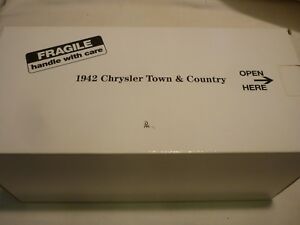 FRAGILE
handle with care
1942 Chrysler Town & Country
OPEN
HERE